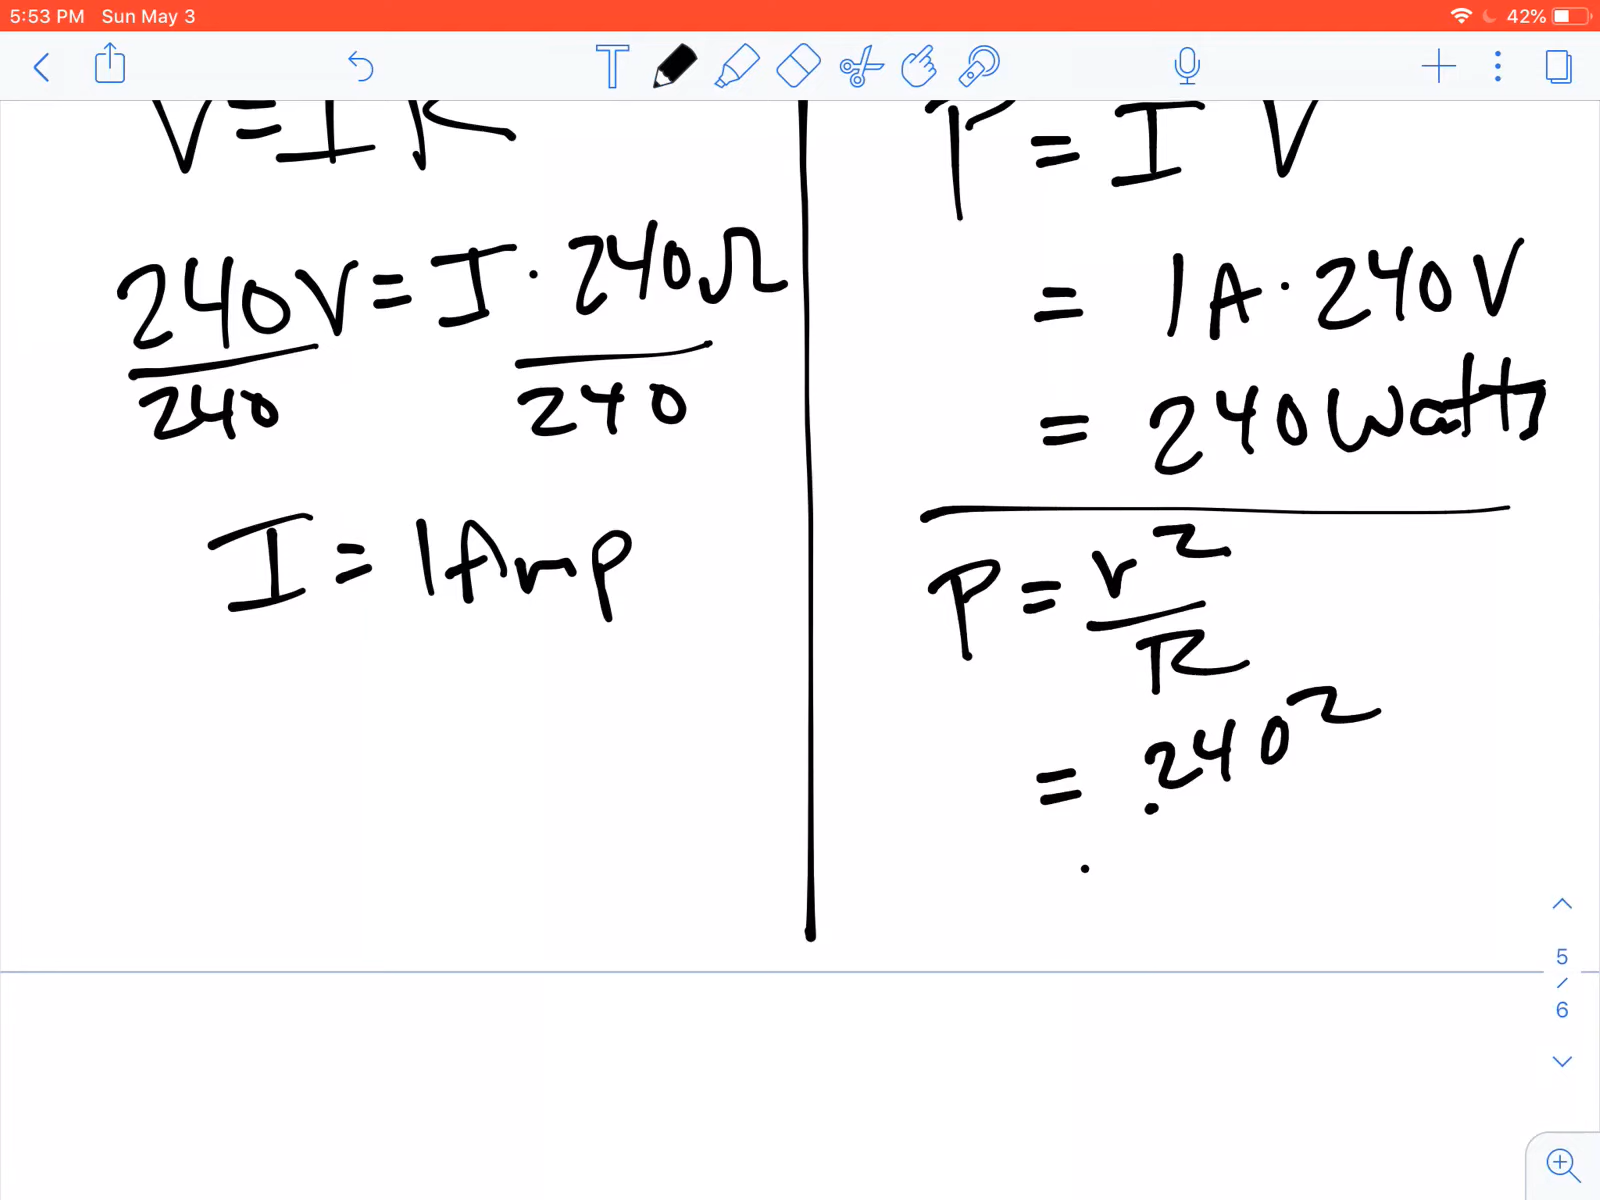 5:53 PM Sun May 3
42%
T
V=IR
240V=I·240Ω
240 240
I=1Amp
P=IV
=1A·240V
=240Watts
P=V²
R
=240²
5
/
6